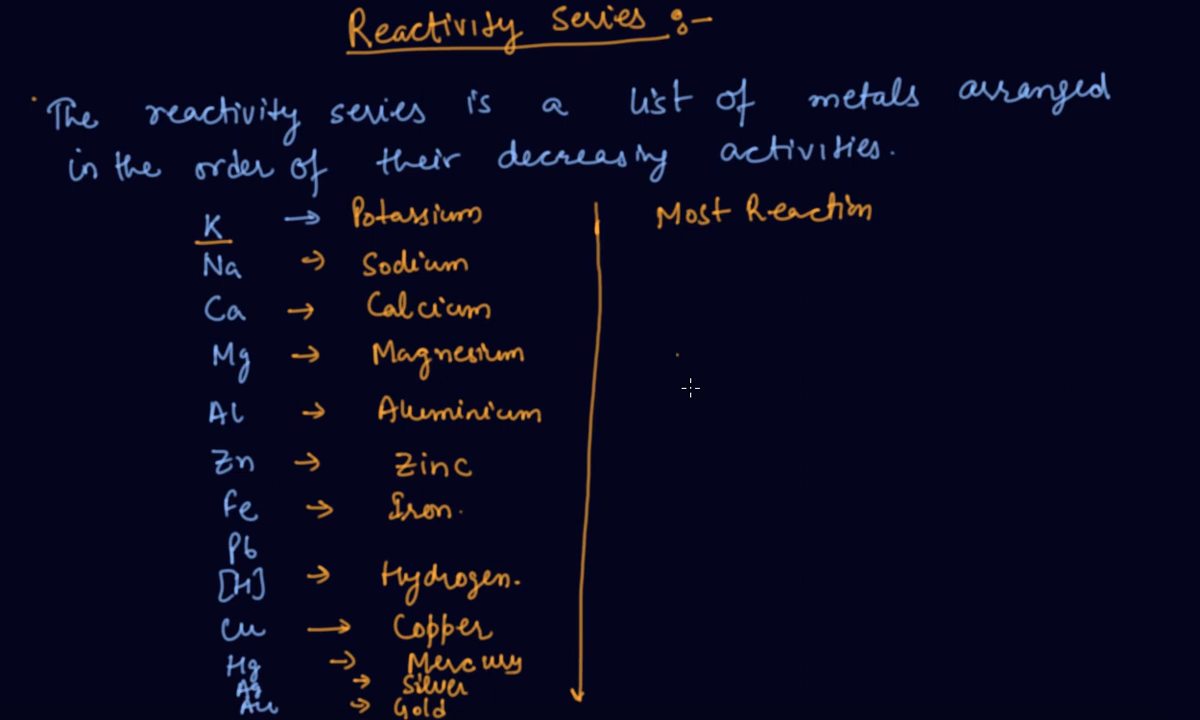 Reactivity Series :-
The reactivity series is a list of metals arranged
in the order of their decreasing activities.
K → Potassium Most Reaction
Na → Sodium
Ca → Calcium
Mg → Magnesium
Al → Aluminium
Zn → Zinc
Fe → Iron.
Pb
[H] → Hydrogen.
Cu → Copper
Hg → Mercury
Ag → Silver
Au → Gold